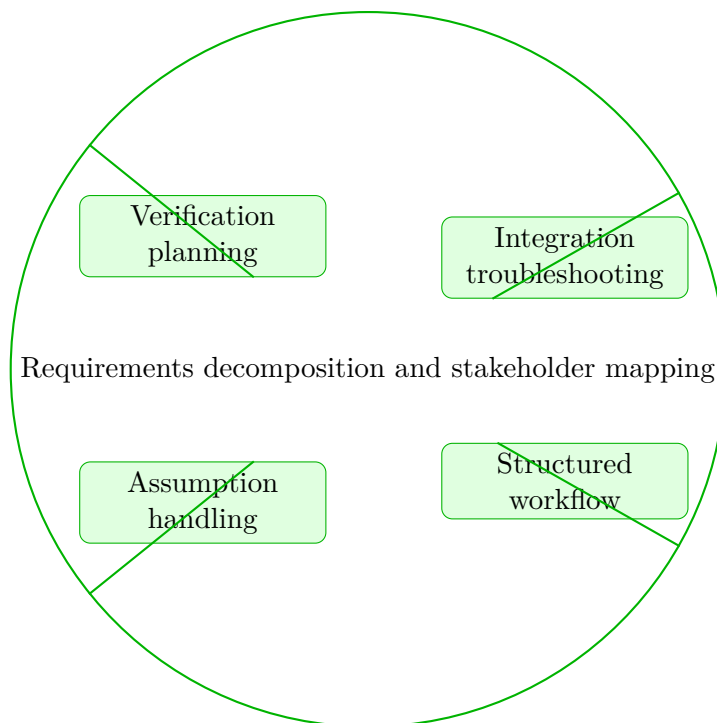 Verification
planning
Integration
troubleshooting
Requirements decomposition and stakeholder mapping
Assumption
handling
Structured
workflow